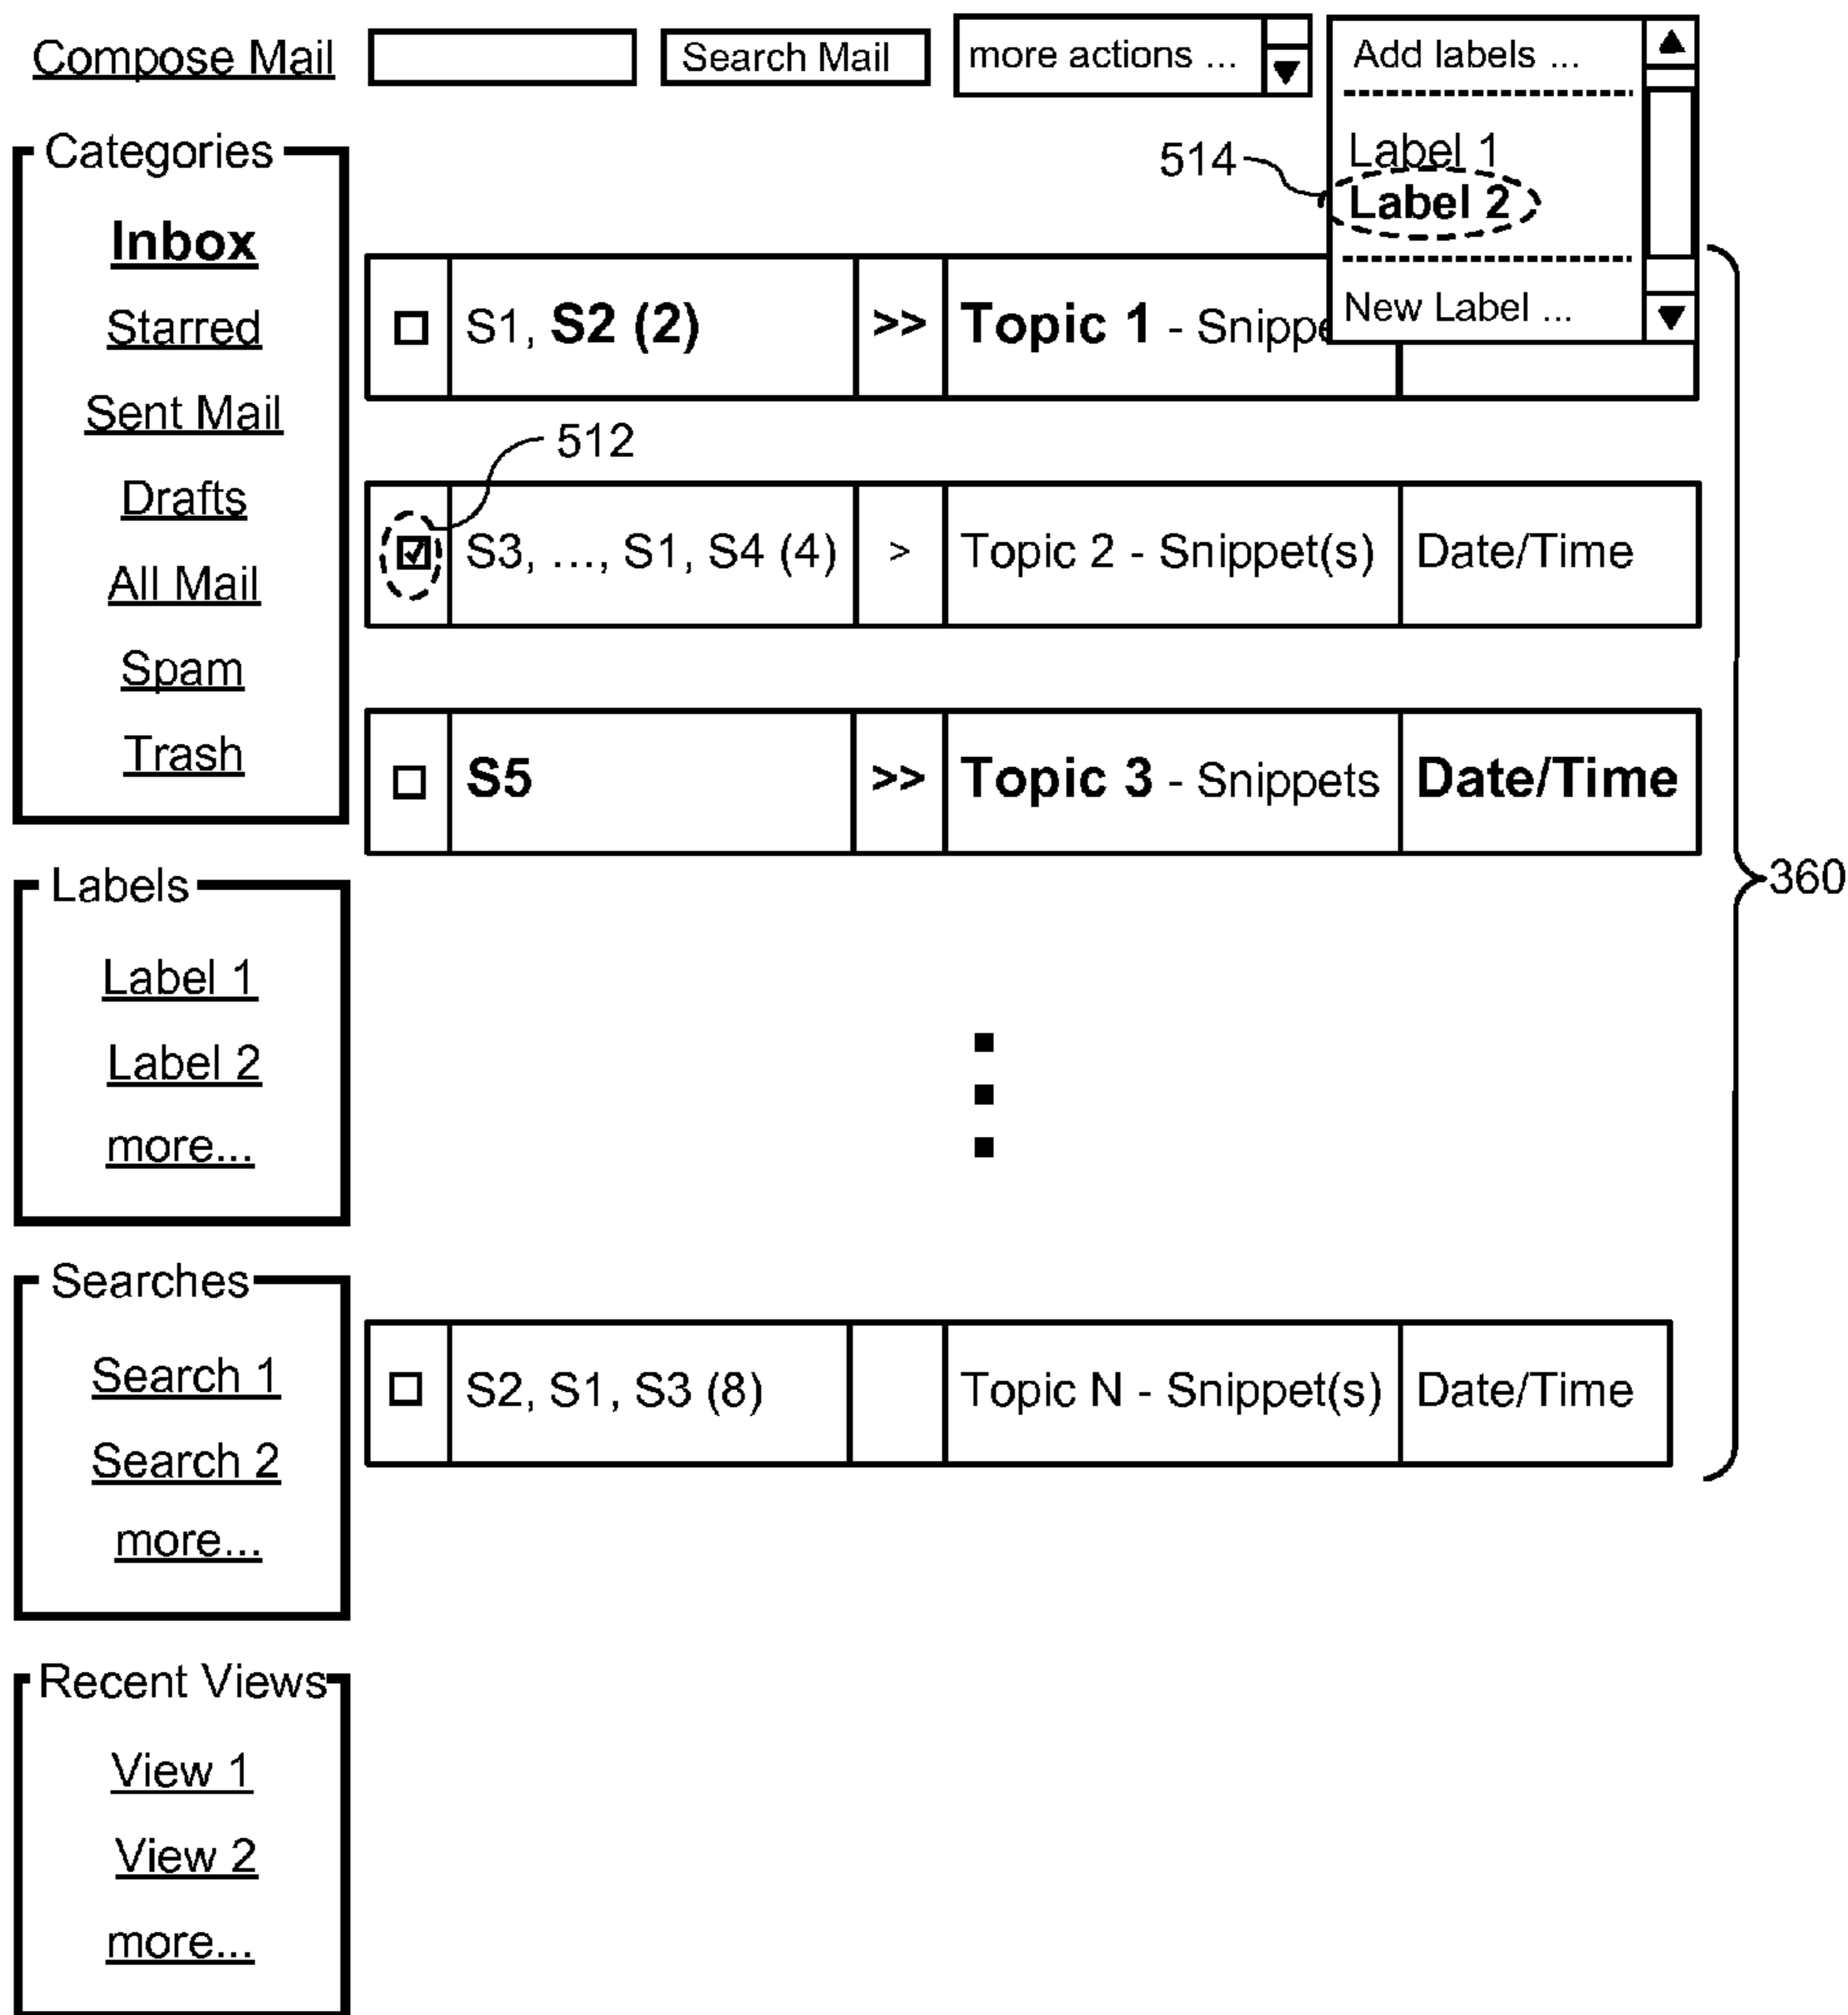 Compose Mail
Search Mail
more actions ...
Add labels ...
Label 1
Label 2
New Label ...
514
Categories
Inbox
Starred
Sent Mail
Drafts
All Mail
Spam
Trash
S1, S2 (2) >> Topic 1 - Snippe
512
S3, ..., S1, S4 (4) > Topic 2 - Snippet(s) Date/Time
S5 >> Topic 3 - Snippets Date/Time
360
Labels
Label 1
Label 2
more...
Searches
Search 1
Search 2
more...
S2, S1, S3 (8) Topic N - Snippet(s) Date/Time
Recent Views
View 1
View 2
more...